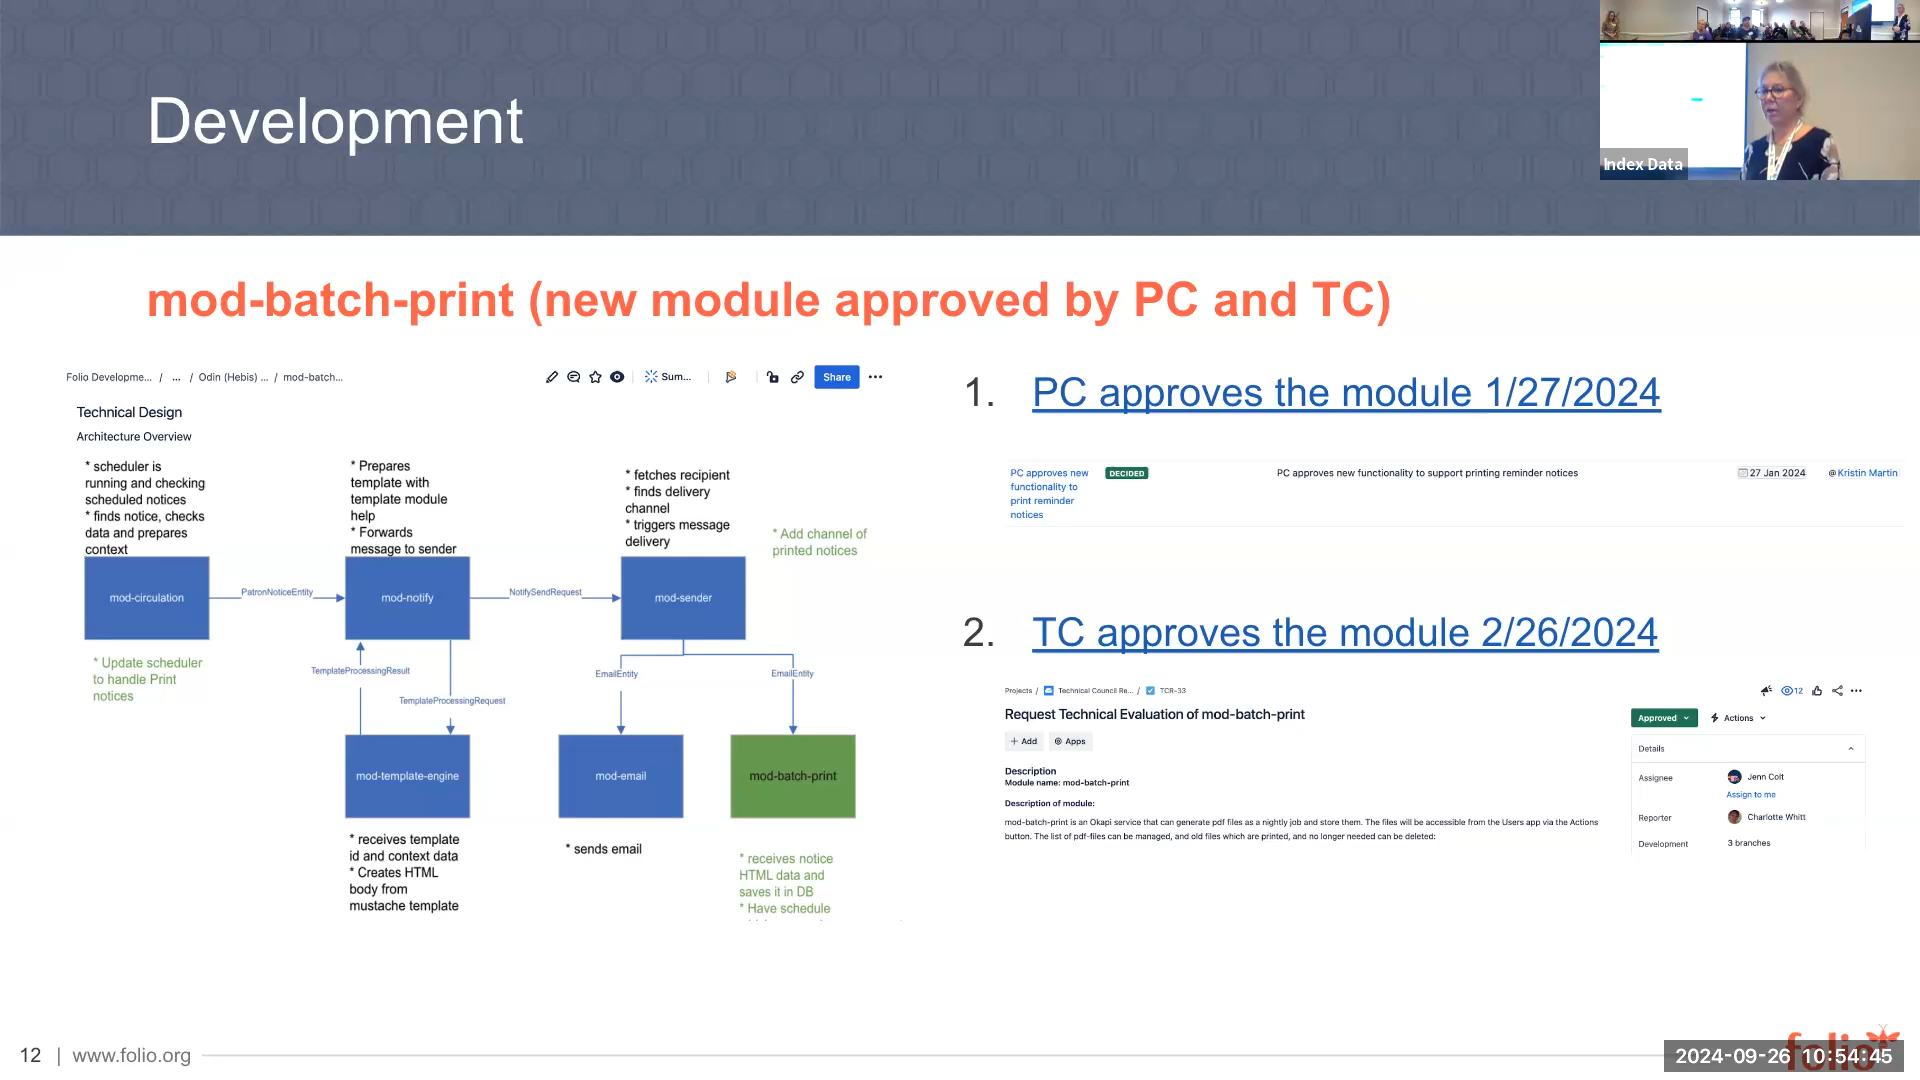 Development
Index Data
mod-batch-print (new module approved by PC and TC)
Folio Developme... / ... / Odin (Hebis) ... / mod-batch...
Sum...
Share
Technical Design
Architecture Overview
* scheduler is
running and checking
scheduled notices
* finds notice, checks
data and prepares
context
* Prepares
template with
template module
help
* Forwards
message to sender
* fetches recipient
* finds delivery
channel
* triggers message
delivery
* Add channel of
printed notices
mod-circulation
PatronNoticeEntity
mod-notify
NotifySendRequest
mod-sender
* Update scheduler
to handle Print
notices
TemplateProcessingResult
TemplateProcessingRequest
EmailEntity
EmailEntity
mod-template-engine
mod-email
mod-batch-print
* receives template
id and context data
* Creates HTML
body from
mustache template
* sends email
* receives notice
HTML data and
saves it in DB
* Have schedule
1. PC approves the module 1/27/2024
PC approves new
functionality to
print reminder
notices
DECIDED
PC approves new functionality to support printing reminder notices
27 Jan 2024
@Kristin Martin
2. TC approves the module 2/26/2024
Projects / Technical Council Re... / TCR-33
12
Request Technical Evaluation of mod-batch-print
Approved
Actions
+ Add
Apps
Details
Description
Module name: mod-batch-print
Assignee
Jenn Colt
Assign to me
Description of module:
mod-batch-print is an Okapi service that can generate pdf files as a nightly job and store them. The files will be accessible from the Users app via the Actions
button. The list of pdf-files can be managed, and old files which are printed, and no longer needed can be deleted:
Reporter
Charlotte Whitt
Development
3 branches
12 | www.folio.org
folio
2024-09-26 10:54:45